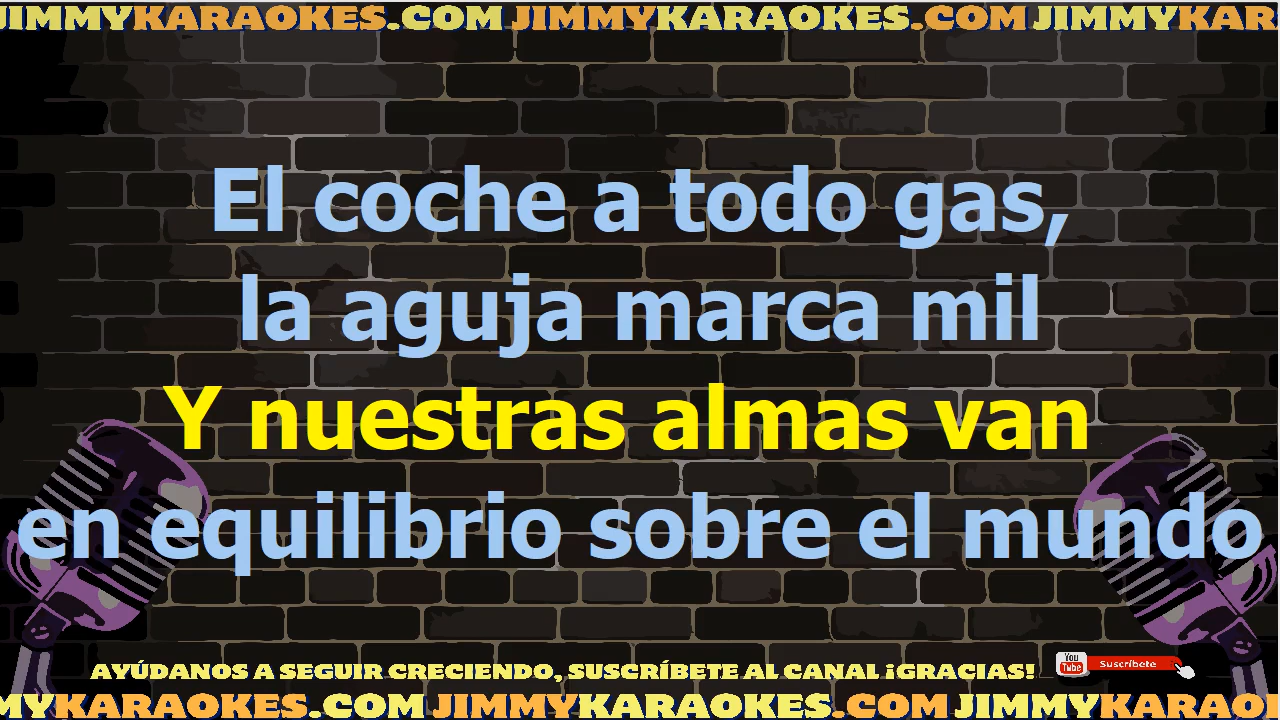 JIMMYKARAOKES.COM JIMMYKARAOKES.COM JIMMYKAR
El coche a todo gas,
la aguja marca mil
Y nuestras almas van
en equilibrio sobre el mundo
AYÚDANOS A SEGUIR CRECIENDO, SUSCRÍBETE AL CANAL ¡GRACIAS!
You Tube Suscríbete
MYKARAOKES.COM JIMMYKARAOKES.COM JIMMYKARAOK